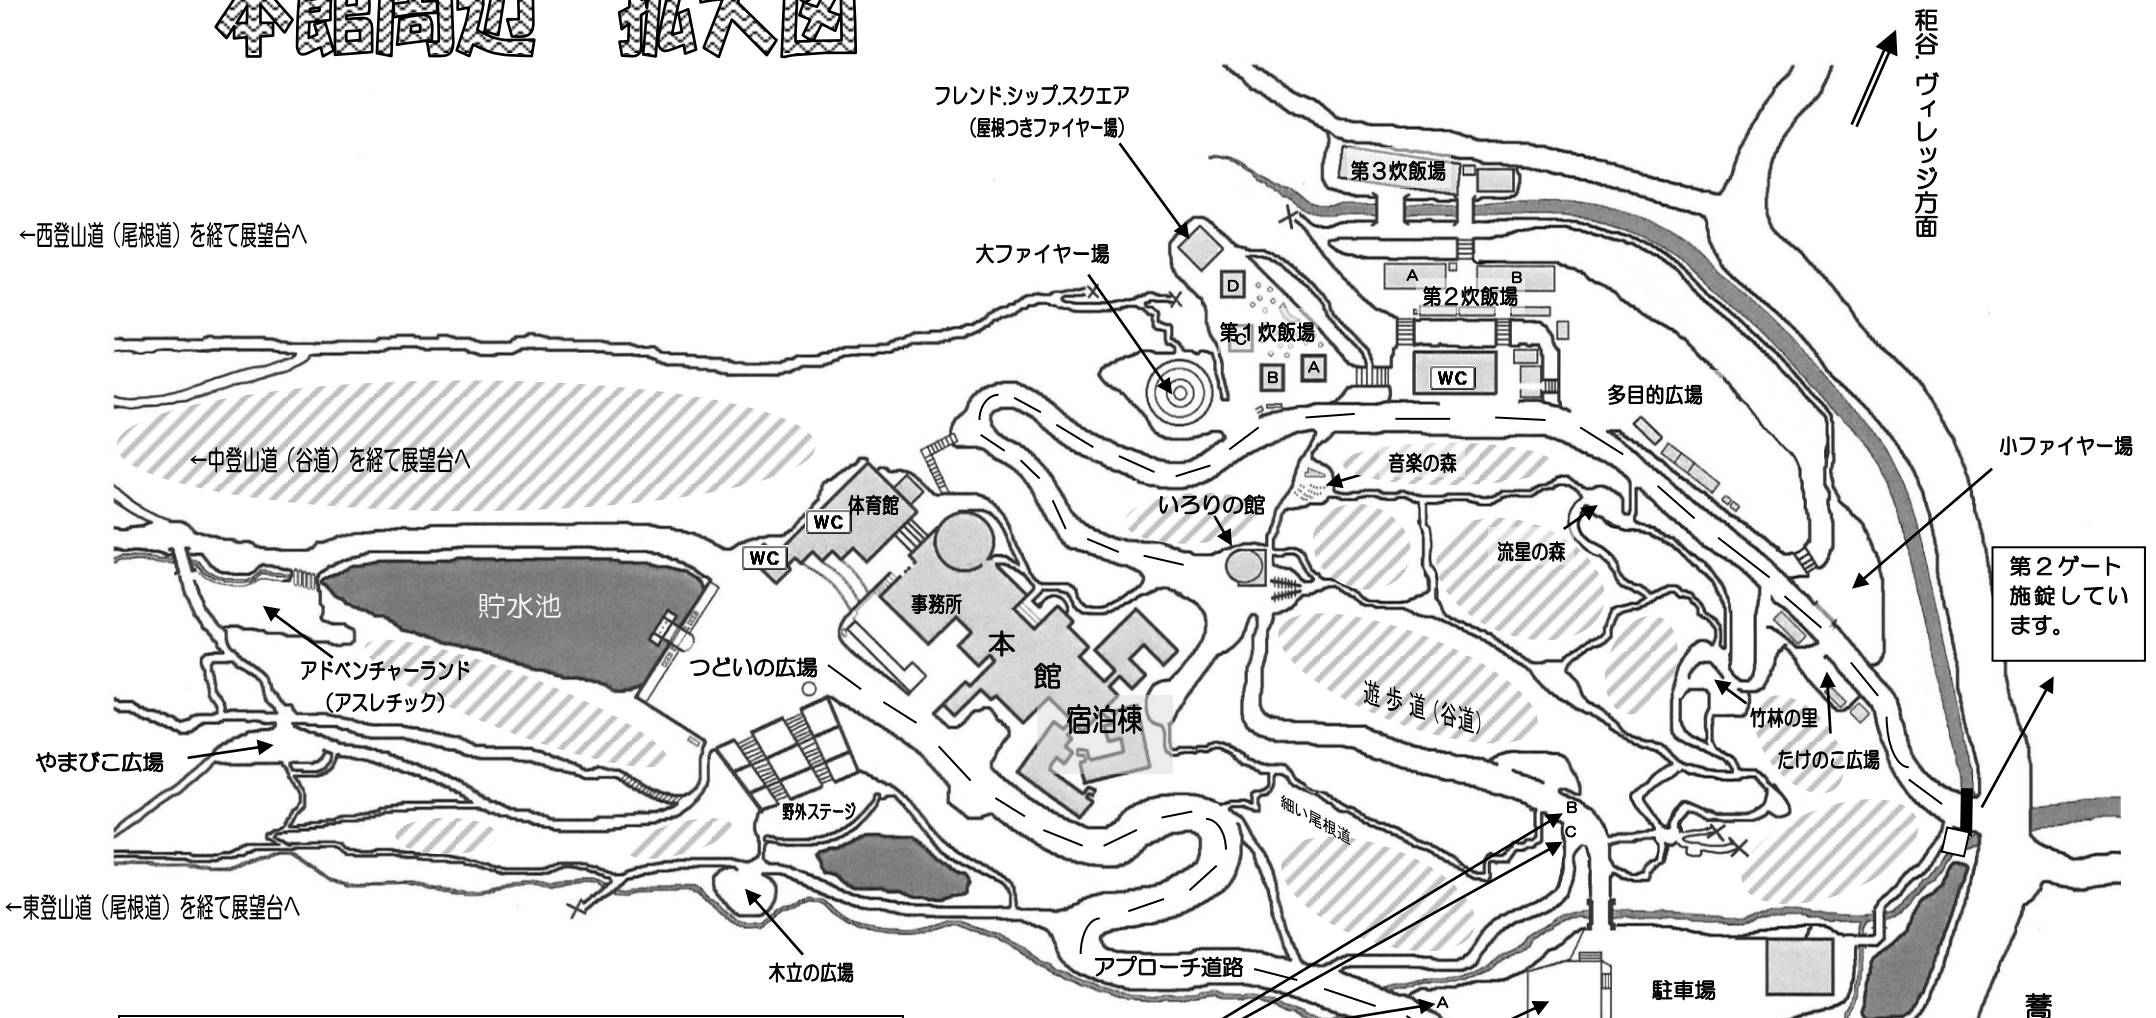 本館周辺 拡大図
秬谷.ヴィレッジ方面
フレンド.シップ.スクエア
（屋根つきファイヤー場）
第３炊飯場
←西登山道（尾根道）を経て展望台へ
大ファイヤー場
A
B
第２炊飯場
D
第１炊飯場
C
B
A
WC
多目的広場
小ファイヤー場
←中登山道（谷道）を経て展望台へ
音楽の森
体育館
WC
いろりの館
WC
流星の森
第２ゲート
施錠してい
ます。
貯水池
事務所
本
館
つどいの広場
アドベンチャーランド
（アスレチック）
宿泊棟
遊歩道（谷道）
竹林の里
たけのこ広場
やまびこ広場
野外ステージ
細い尾根道
B
C
←東登山道（尾根道）を経て展望台へ
木立の広場
アプローチ道路
A
駐車場